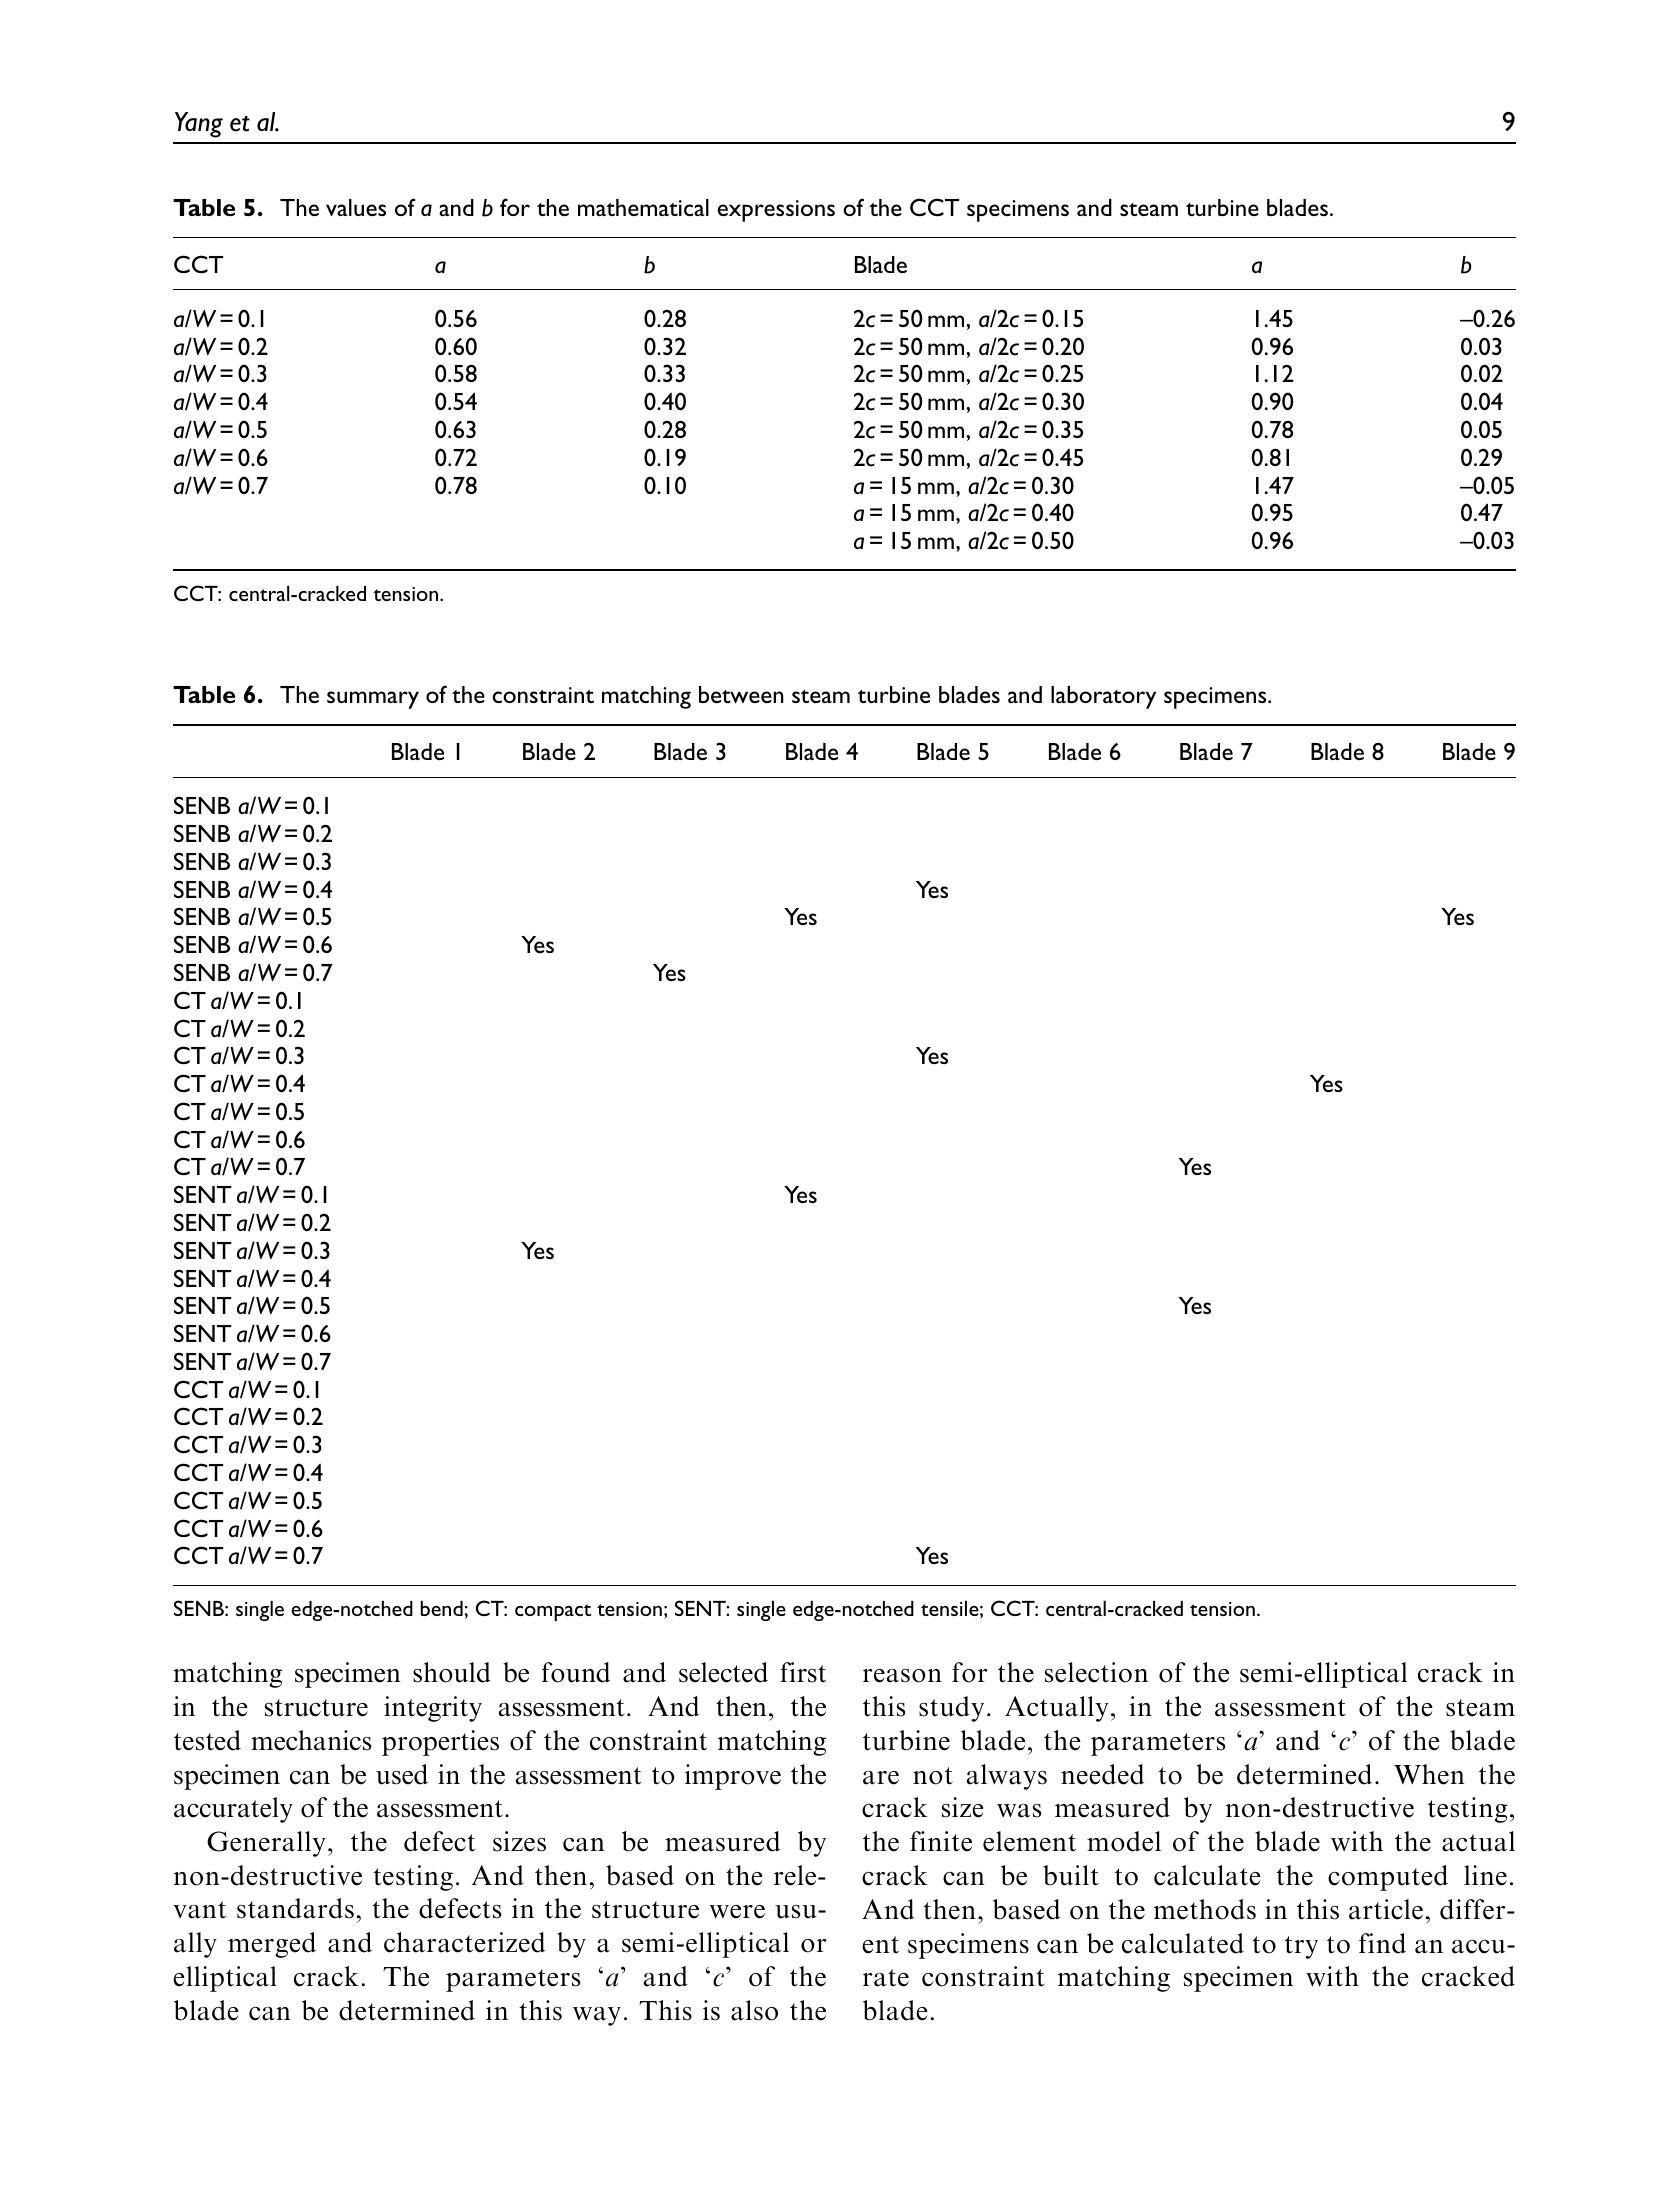 Yang et al. 9
Table 5. The values of a and b for the mathematical expressions of the CCT specimens and steam turbine blades.
CCT a b Blade a b
a/W = 0.1 0.56 0.28 2c = 50 mm, a/2c = 0.15 1.45 –0.26
a/W = 0.2 0.60 0.32 2c = 50 mm, a/2c = 0.20 0.96 0.03
a/W = 0.3 0.58 0.33 2c = 50 mm, a/2c = 0.25 1.12 0.02
a/W = 0.4 0.54 0.40 2c = 50 mm, a/2c = 0.30 0.90 0.04
a/W = 0.5 0.63 0.28 2c = 50 mm, a/2c = 0.35 0.78 0.05
a/W = 0.6 0.72 0.19 2c = 50 mm, a/2c = 0.45 0.81 0.29
a/W = 0.7 0.78 0.10 a = 15 mm, a/2c = 0.30 1.47 –0.05
a = 15 mm, a/2c = 0.40 0.95 0.47
a = 15 mm, a/2c = 0.50 0.96 –0.03
CCT: central-cracked tension.
Table 6. The summary of the constraint matching between steam turbine blades and laboratory specimens.
Blade 1 Blade 2 Blade 3 Blade 4 Blade 5 Blade 6 Blade 7 Blade 8 Blade 9
SENB a/W = 0.1
SENB a/W = 0.2
SENB a/W = 0.3
SENB a/W = 0.4 Yes
SENB a/W = 0.5 Yes Yes
SENB a/W = 0.6 Yes
SENB a/W = 0.7 Yes
CT a/W = 0.1
CT a/W = 0.2
CT a/W = 0.3 Yes
CT a/W = 0.4 Yes
CT a/W = 0.5
CT a/W = 0.6
CT a/W = 0.7 Yes
SENT a/W = 0.1 Yes
SENT a/W = 0.2
SENT a/W = 0.3 Yes
SENT a/W = 0.4
SENT a/W = 0.5 Yes
SENT a/W = 0.6
SENT a/W = 0.7
CCT a/W = 0.1
CCT a/W = 0.2
CCT a/W = 0.3
CCT a/W = 0.4
CCT a/W = 0.5
CCT a/W = 0.6
CCT a/W = 0.7 Yes
SENB: single edge-notched bend; CT: compact tension; SENT: single edge-notched tensile; CCT: central-cracked tension.
matching specimen should be found and selected first
in the structure integrity assessment. And then, the
tested mechanics properties of the constraint matching
specimen can be used in the assessment to improve the
accurately of the assessment.
Generally, the defect sizes can be measured by
non-destructive testing. And then, based on the rele-
vant standards, the defects in the structure were usu-
ally merged and characterized by a semi-elliptical or
elliptical crack. The parameters ‘a’ and ‘c’ of the
blade can be determined in this way. This is also the
reason for the selection of the semi-elliptical crack in
this study. Actually, in the assessment of the steam
turbine blade, the parameters ‘a’ and ‘c’ of the blade
are not always needed to be determined. When the
crack size was measured by non-destructive testing,
the finite element model of the blade with the actual
crack can be built to calculate the computed line.
And then, based on the methods in this article, differ-
ent specimens can be calculated to try to find an accu-
rate constraint matching specimen with the cracked
blade.